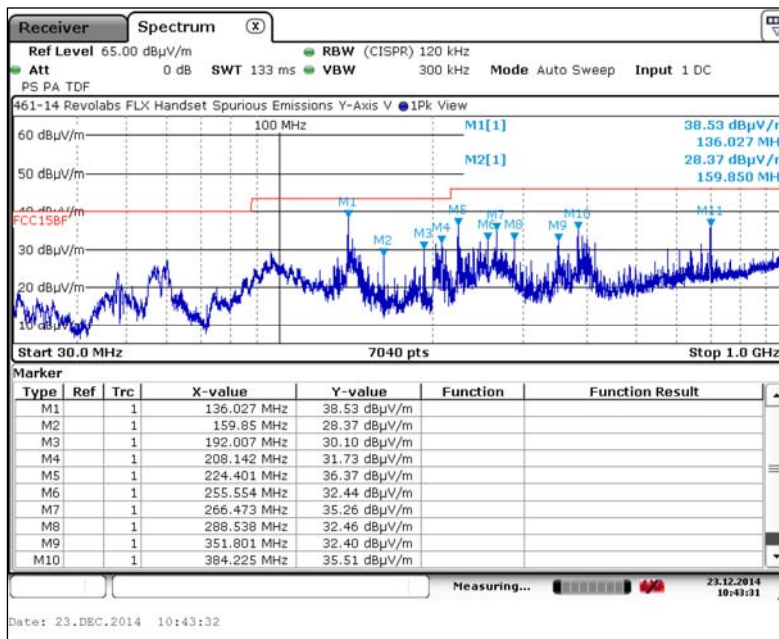 Receiver Spectrum X
Ref Level 65.00 dBµV/m RBW (CISPR) 120 kHz
Att 0 dB SWT 133 ms VBW 300 kHz Mode Auto Sweep Input 1 DC
PS PA TDF
461-14 Revolabs FLX Handset Spurious Emissions Y-Axis V 1Pk View
60 dBµV/m 100 MHz M1[1] 38.53 dBµV/m
136.027 MH
50 dBµV/m M2[1] 28.37 dBµV/m
159.850 MH
40 dBµV/m
FCC15BF
M1 M2 M3 M4 M5 M6 M7 M8 M9 M10 M11
30 dBµV/m
20 dBµV/m
10 dBµV/m
Start 30.0 MHz 7040 pts Stop 1.0 GHz
Marker
Type Ref Trc X-value Y-value Function Function Result
M1 1 136.027 MHz 38.53 dBµV/m
M2 1 159.85 MHz 28.37 dBµV/m
M3 1 192.007 MHz 30.10 dBµV/m
M4 1 208.142 MHz 31.73 dBµV/m
M5 1 224.401 MHz 36.37 dBµV/m
M6 1 255.554 MHz 32.44 dBµV/m
M7 1 266.473 MHz 35.26 dBµV/m
M8 1 288.538 MHz 32.46 dBµV/m
M9 1 351.801 MHz 32.40 dBµV/m
M10 1 384.225 MHz 35.51 dBµV/m
Measuring... 23.12.2014
10:43:31
Date: 23.DEC.2014 10:43:32